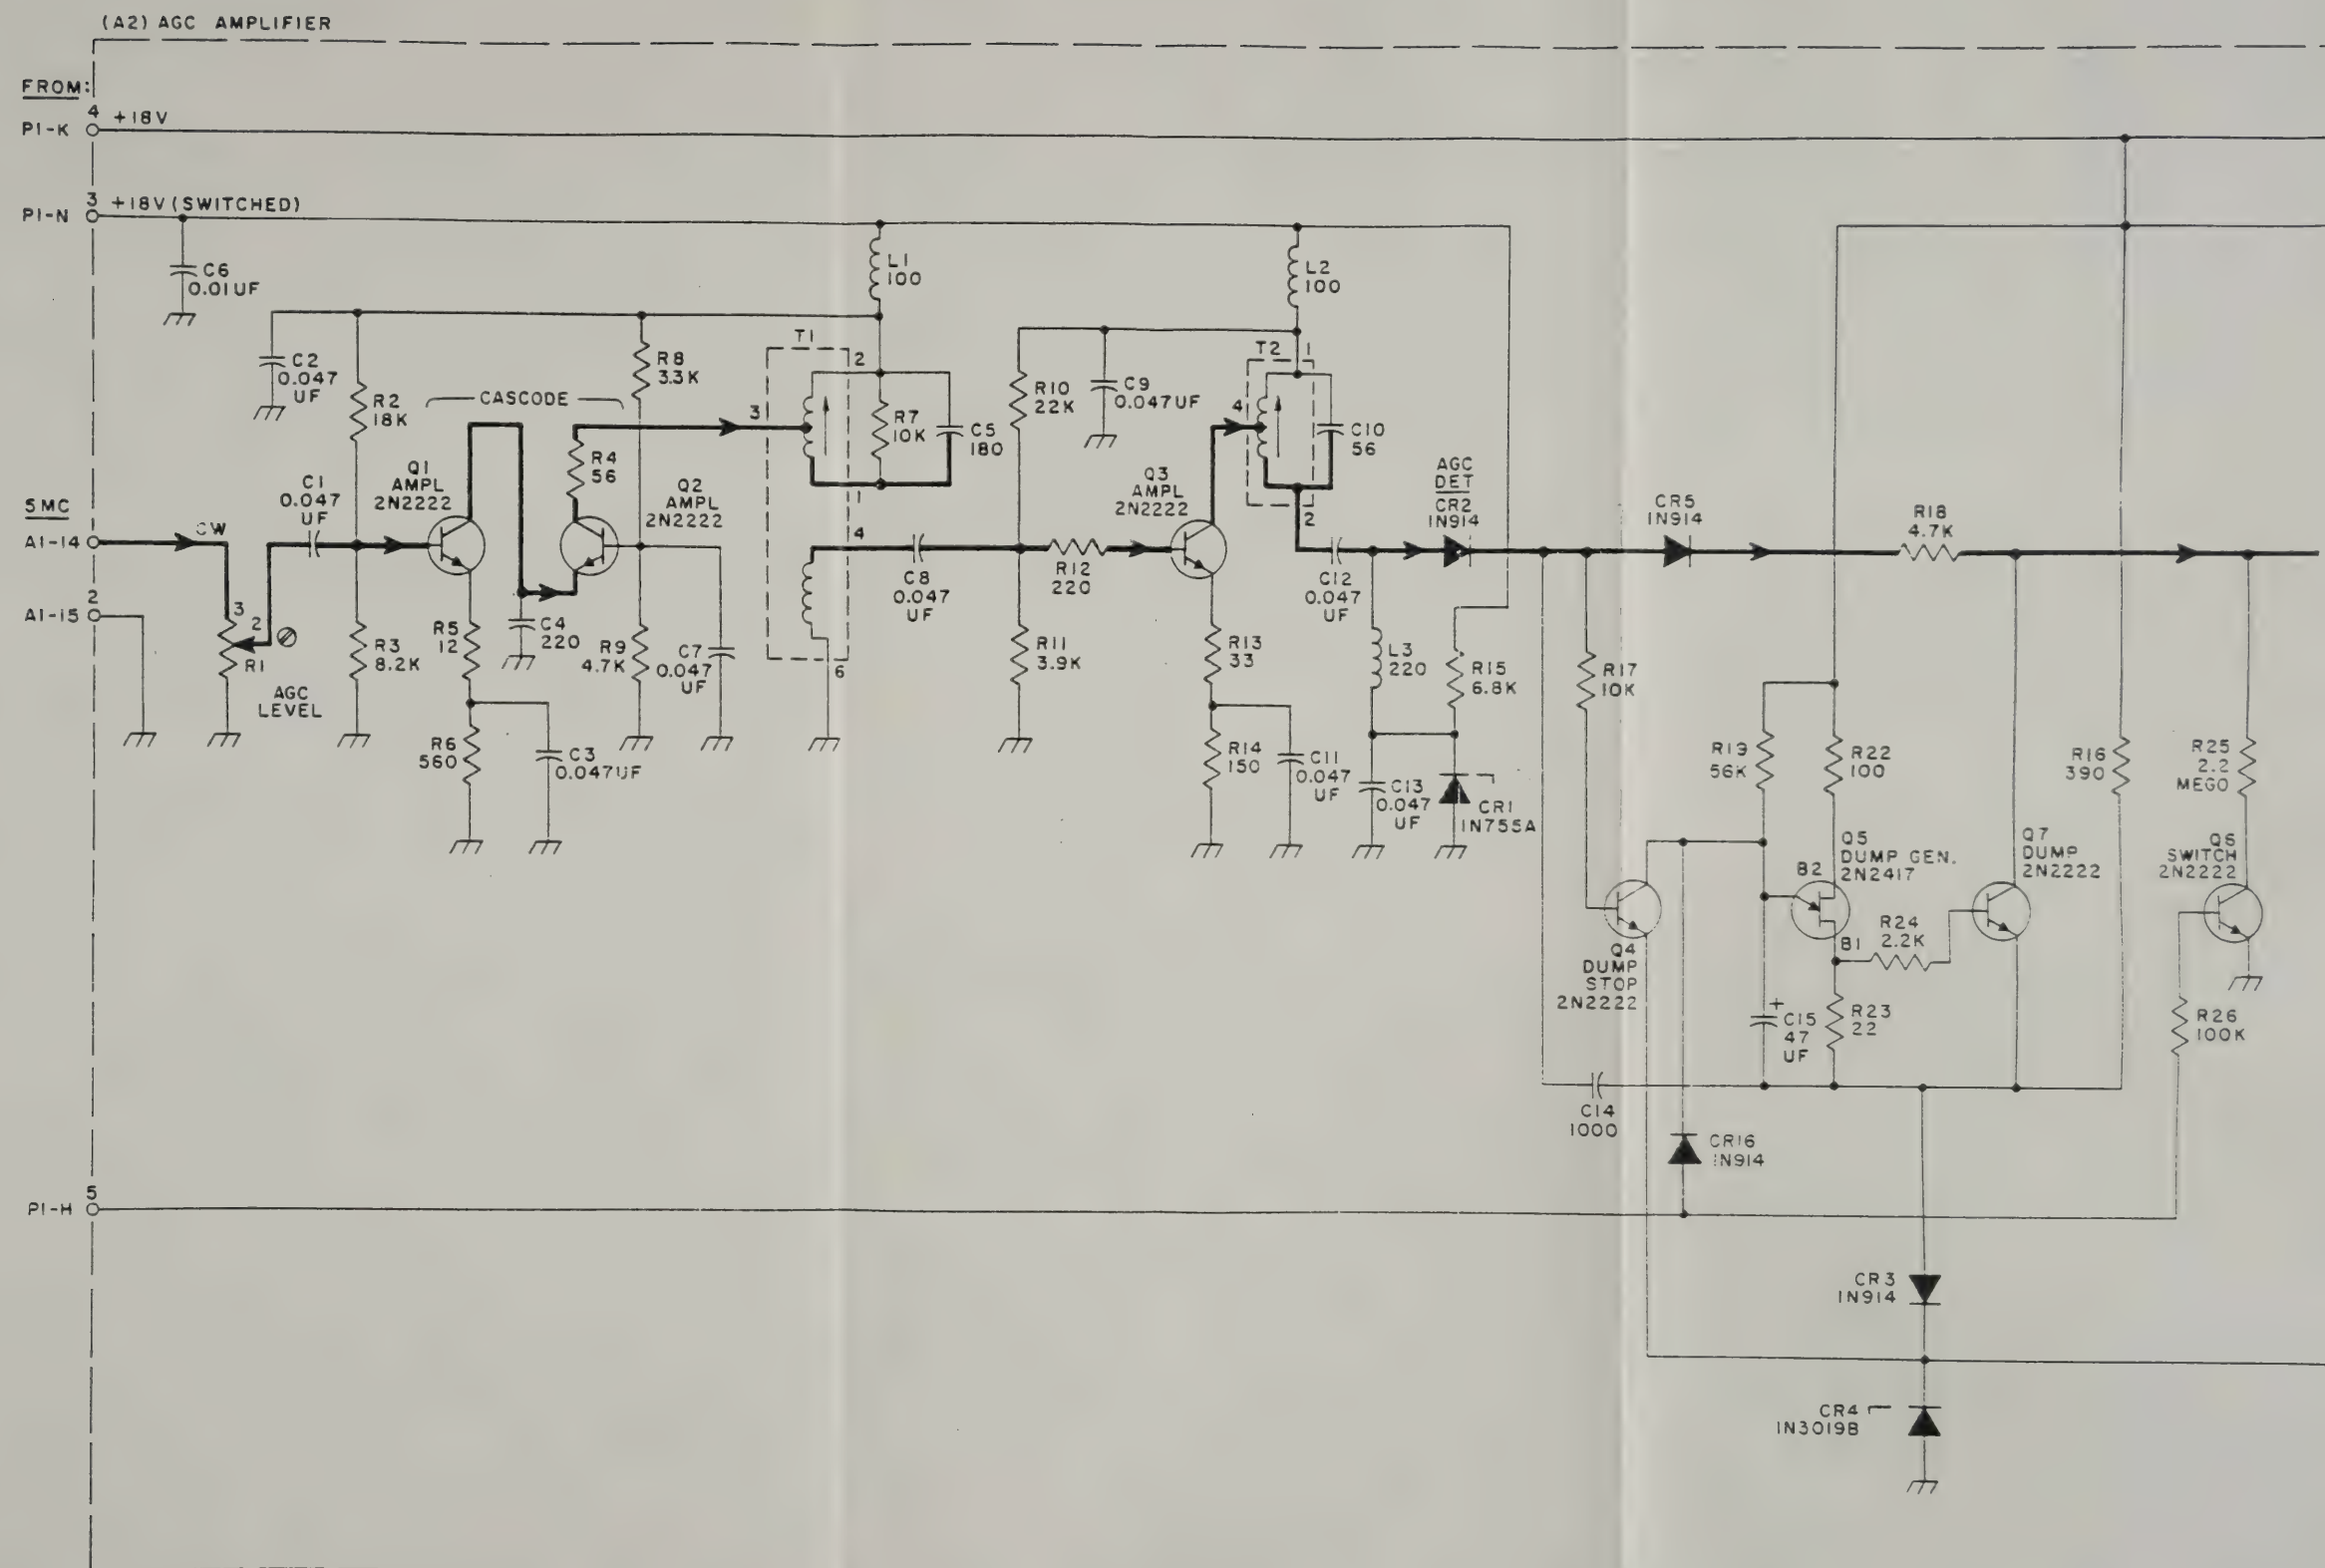 (A2) AGC AMPLIFIER
FROM:
4
+18V
P1-K
3
+18V (SWITCHED)
P1-N
C6
0.01UF
L1
100
L2
100
C2
0.047
UF
R2
18K
CASCODE
R8
3.3K
T1
2
3
R7
10K
C5
180
1
4
6
R10
22K
C9
0.047UF
T2
1
4
C10
56
2
SMC
A1-14
CW
C1
0.047
UF
Q1
AMPL
2N2222
R4
56
Q2
AMPL
2N2222
Q3
AMPL
2N2222
AGC
DET
CR2
1N914
CR5
1N914
R18
4.7K
2
A1-15
3
2
R1
AGC
LEVEL
R3
8.2K
R5
12
C4
220
R9
4.7K
C7
0.047
UF
C8
0.047
UF
R12
220
R11
3.9K
R13
33
C12
0.047
UF
L3
220
R15
6.8K
R17
10K
R6
560
C3
0.047UF
R14
150
C11
0.047
UF
C13
0.047
UF
CR1
1N755A
R19
56K
R22
100
R16
390
R25
2.2
MEGO
Q5
DUMP GEN.
2N2417
B2
B1
Q7
DUMP
2N2222
Q6
SWITCH
2N2222
R24
2.2K
Q4
DUMP
STOP
2N2222
+
C15
47
UF
R23
22
R26
100K
C14
1000
CR16
1N914
5
P1-H
CR3
1N914
CR4
1N3019B